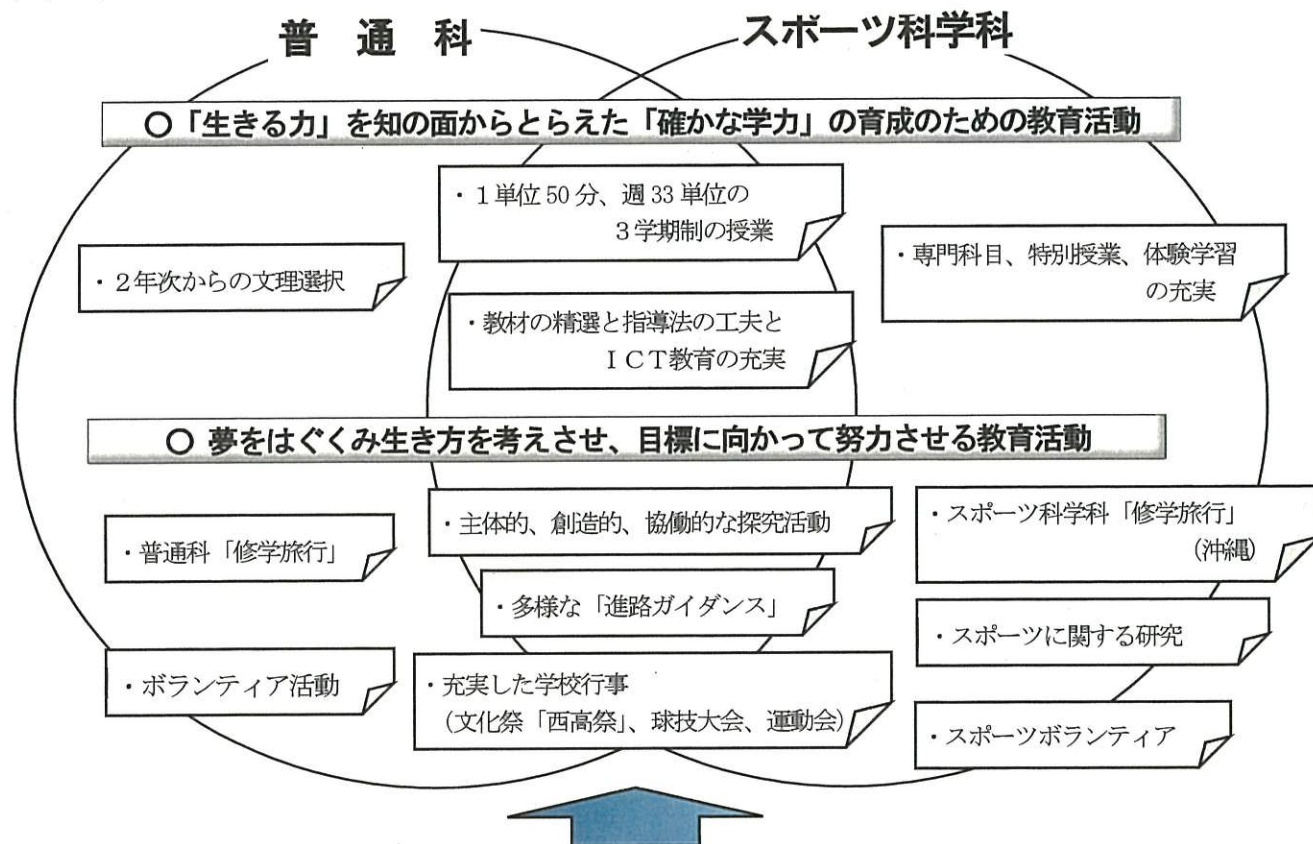 普　通　科
スポーツ科学科
○「生きる力」を知の面からとらえた「確かな学力」の育成のための教育活動
・１単位 50 分、週 33 単位の
３学期制の授業
・２年次からの文理選択
・専門科目、特別授業、体験学習
の充実
・教材の精選と指導法の工夫と
ＩＣＴ教育の充実
○ 夢をはぐくみ生き方を考えさせ、目標に向かって努力させる教育活動
・普通科「修学旅行」
・主体的、創造的、協働的な探究活動
・スポーツ科学科「修学旅行」
（沖縄）
・多様な「進路ガイダンス」
・スポーツに関する研究
・ボランティア活動
・充実した学校行事
（文化祭「西高祭」、球技大会、運動会）
・スポーツボランティア